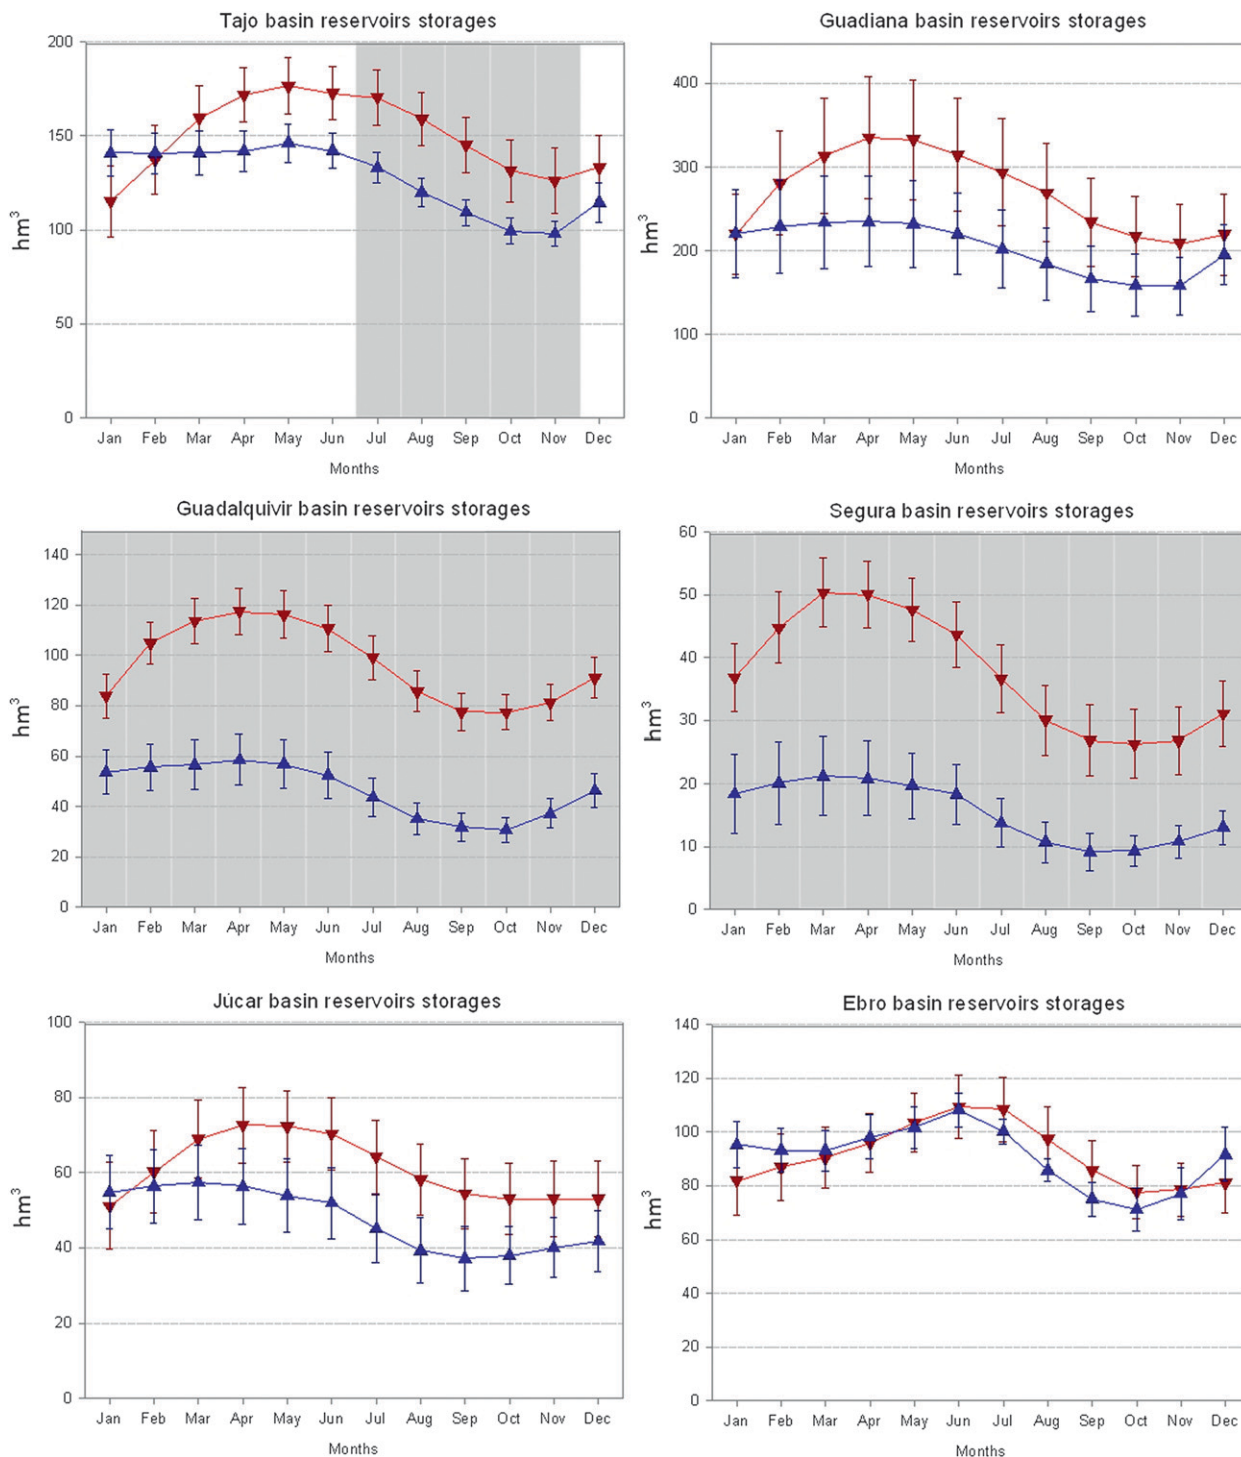 Tajo basin reservoirs storages
200
150
100
50
0
hm³
Jan Feb Mar Apr May Jun Jul Aug Sep Oct Nov Dec
Months
Guadiana basin reservoirs storages
400
300
200
100
0
hm³
Jan Feb Mar Apr May Jun Jul Aug Sep Oct Nov Dec
Months
Guadalquivir basin reservoirs storages
140
120
100
80
60
40
20
0
hm³
Jan Feb Mar Apr May Jun Jul Aug Sep Oct Nov Dec
Months
Segura basin reservoirs storages
60
50
40
30
20
10
0
hm³
Jan Feb Mar Apr May Jun Jul Aug Sep Oct Nov Dec
Months
Júcar basin reservoirs storages
100
80
60
40
20
0
hm³
Jan Feb Mar Apr May Jun Jul Aug Sep Oct Nov Dec
Months
Ebro basin reservoirs storages
140
120
100
80
60
40
20
0
hm³
Jan Feb Mar Apr May Jun Jul Aug Sep Oct Nov Dec
Months